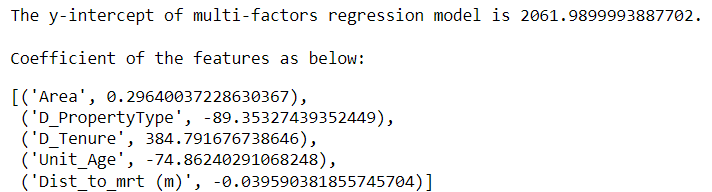 The y-intercept of multi-factors regression model is 2061.9899993887702.
Coefficient of the features as below:
[('Area', 0.29640037228630367),
('D_PropertyType', -89.35327439352449),
('D_Tenure', 384.791676738646),
('Unit_Age', -74.86240291068248),
('Dist_to_mrt (m)', -0.039590381855745704)]